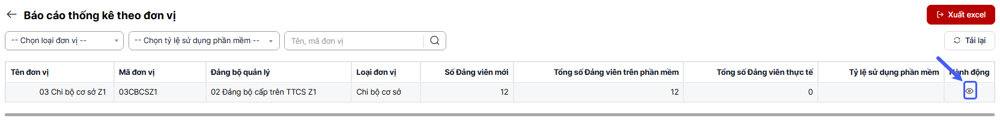 Báo cáo thống kê theo đơn vị
Xuất excel
-- Chọn loại đơn vị --
-- Chọn tỷ lệ sử dụng phần mềm --
Tên, mã đơn vị
Tải lại
Tên đơn vị Mã đơn vị Đảng bộ quản lý Loại đơn vị Số Đảng viên mới Tổng số Đảng viên trên phần mềm Tổng số Đảng viên thực tế Tỷ lệ sử dụng phần mềm Hành động
03 Chi bộ cơ sở Z1 03CBCSZ1 02 Đảng bộ cấp trên TTCS Z1 Chi bộ cơ sở 12 12 0